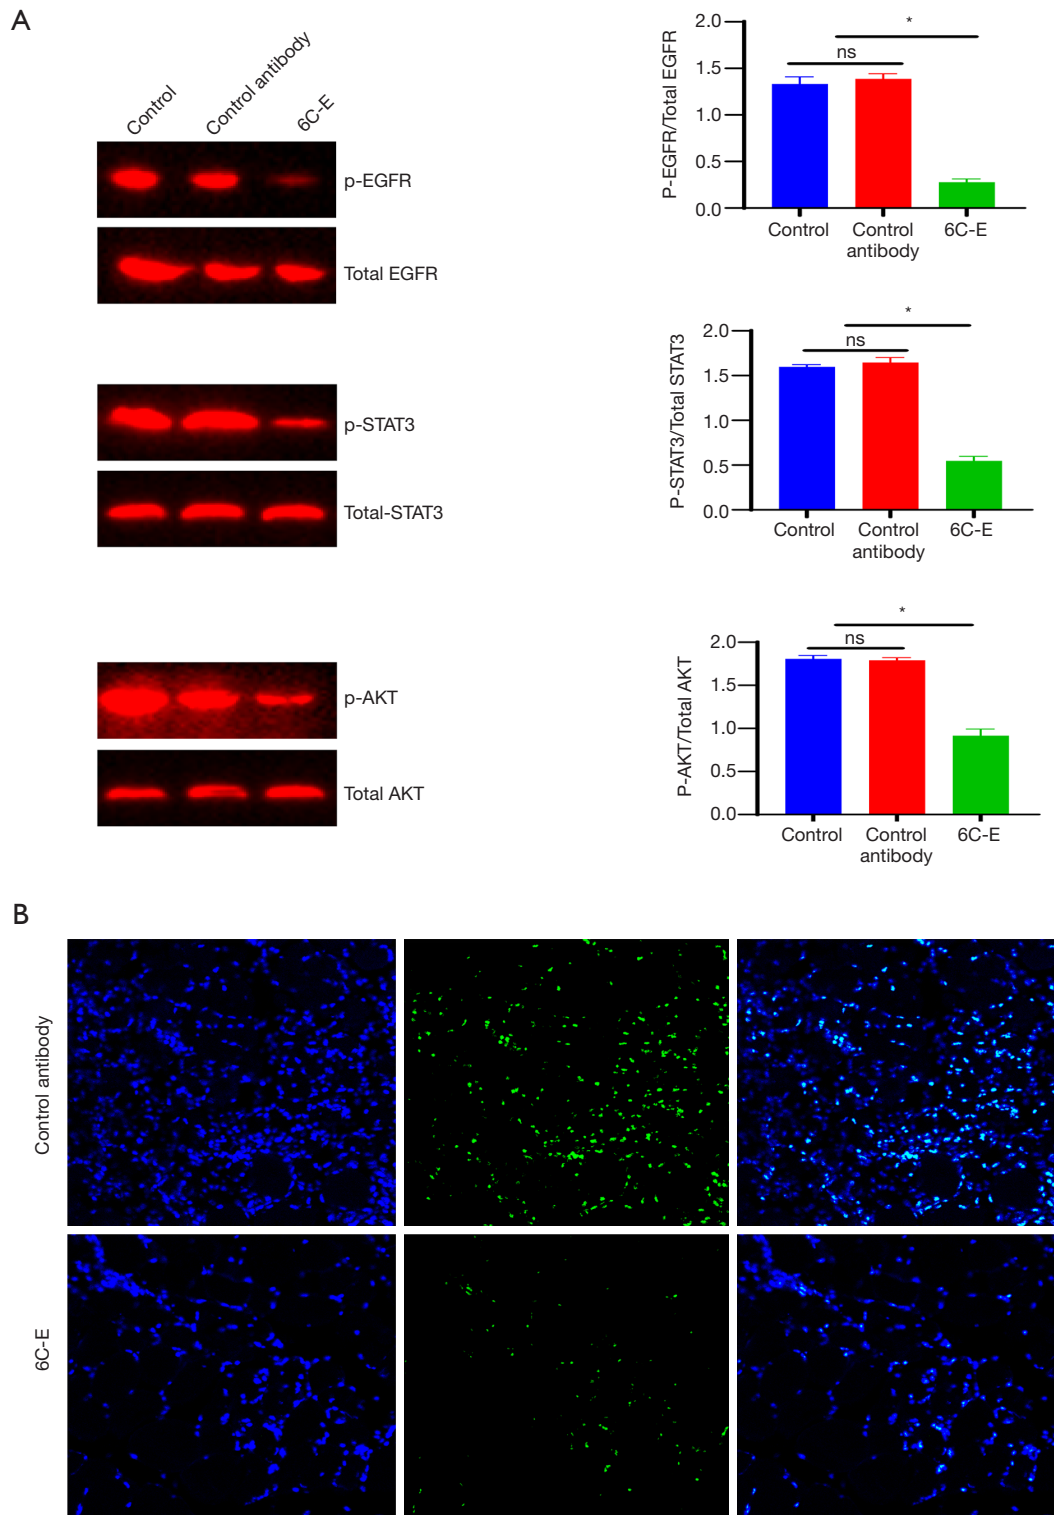 A
Control
Control antibody
6C-E
p-EGFR
Total EGFR
p-STAT3
Total-STAT3
p-AKT
Total AKT
P-EGFR/Total EGFR
2.0
1.5
1.0
0.5
0.0
*
ns
Control
Control
antibody
6C-E
P-STAT3/Total STAT3
2.0
1.5
1.0
0.5
0.0
*
ns
Control
Control
antibody
6C-E
P-AKT/Total AKT
2.0
1.5
1.0
0.5
0.0
*
ns
Control
Control
antibody
6C-E
B
Control antibody
6C-E